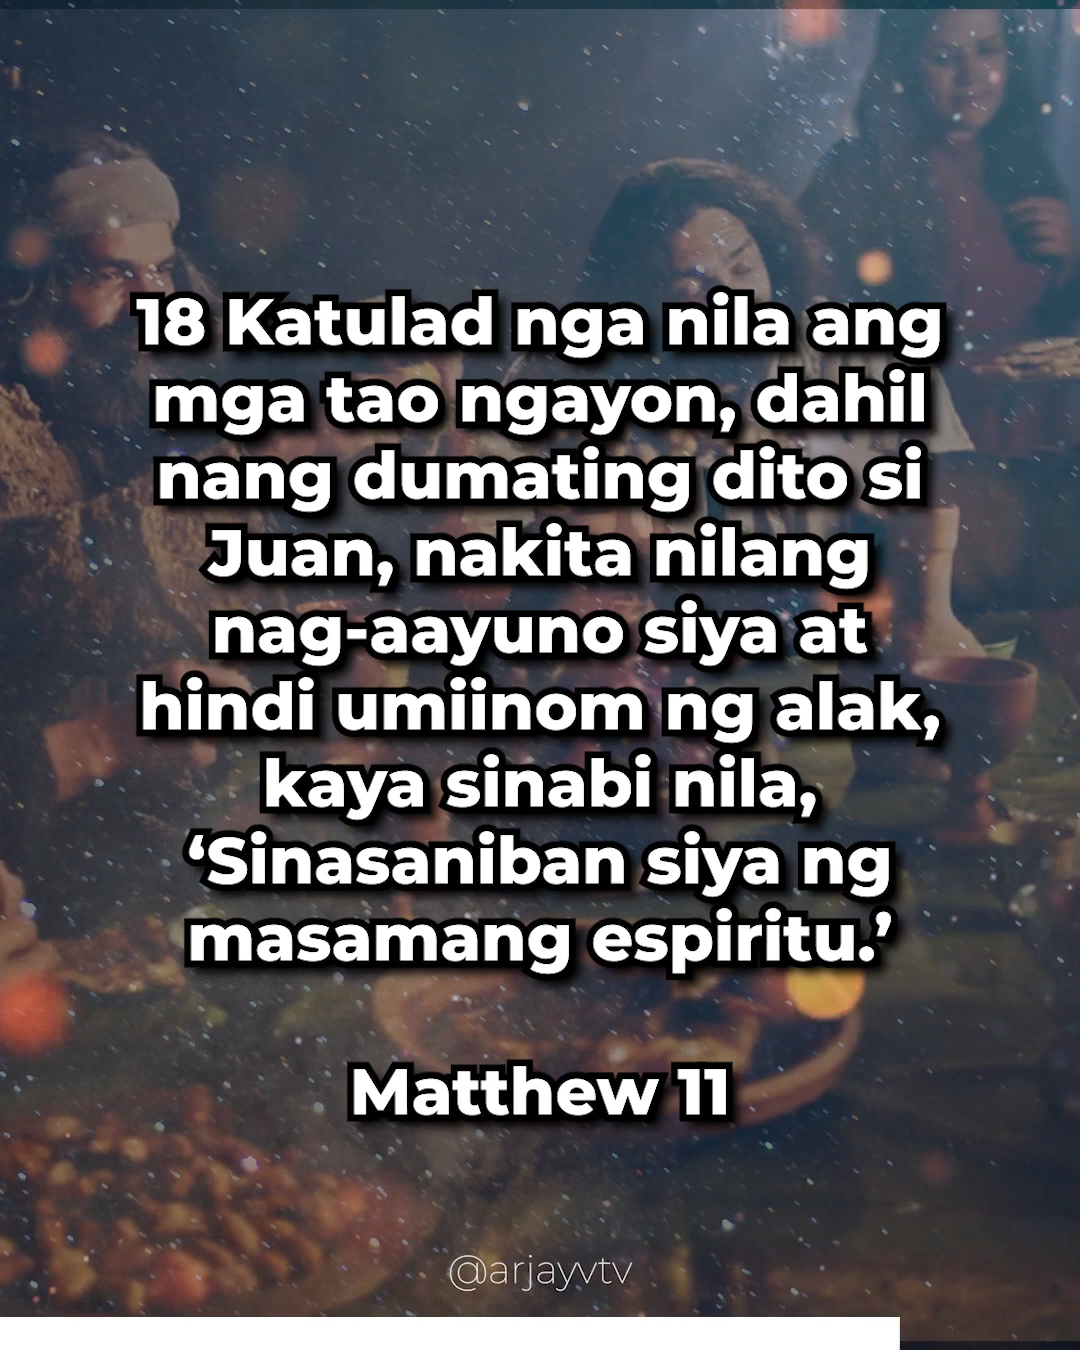 18 Katulad nga nila ang
mga tao ngayon, dahil
nang dumating dito si
Juan, nakita nilang
nag-aayuno siya at
hindi umiinom ng alak,
kaya sinabi nila,
‘Sinasaniban siya ng
masamang espiritu.’
Matthew 11
@arjayvtv